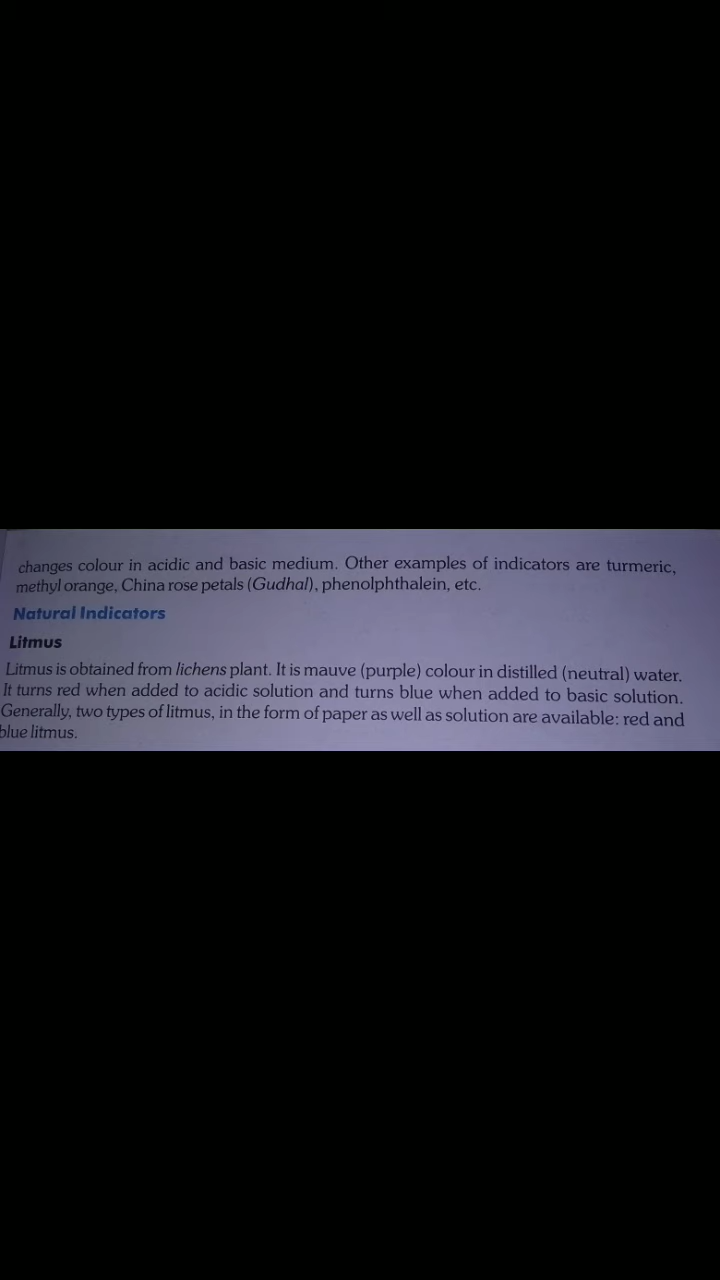 changes colour in acidic and basic medium. Other examples of indicators are turmeric,
methyl orange, China rose petals (Gudhal), phenolphthalein, etc.
Natural Indicators
Litmus
Litmus is obtained from lichens plant. It is mauve (purple) colour in distilled (neutral) water.
It turns red when added to acidic solution and turns blue when added to basic solution.
Generally, two types of litmus, in the form of paper as well as solution are available: red and
blue litmus.